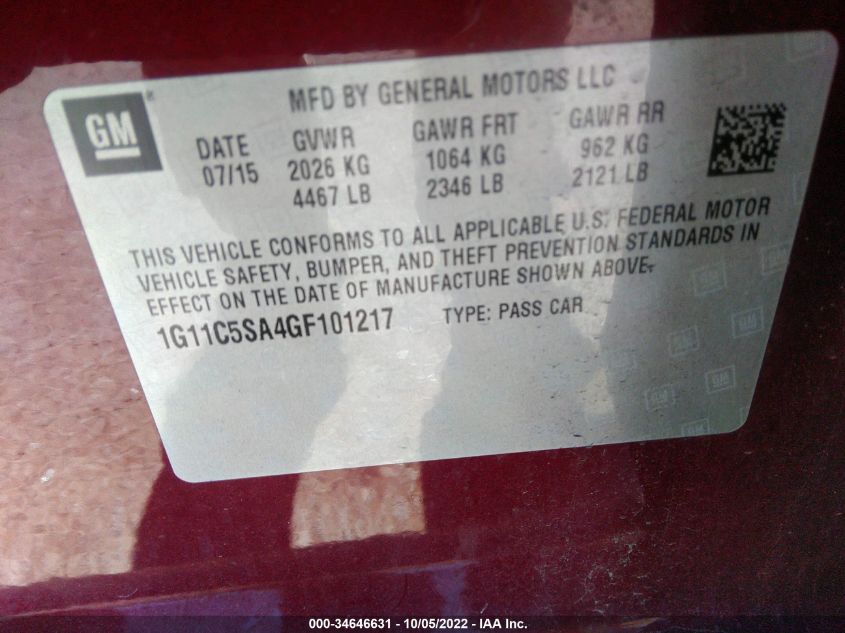 GM
MFD BY GENERAL MOTORS LLC
DATE GVWR GAWR FRT GAWR RR
07/15 2026 KG 1064 KG 962 KG
4467 LB 2346 LB 2121 LB
THIS VEHICLE CONFORMS TO ALL APPLICABLE U.S. FEDERAL MOTOR
VEHICLE SAFETY, BUMPER, AND THEFT PREVENTION STANDARDS IN
EFFECT ON THE DATE OF MANUFACTURE SHOWN ABOVE.
1G11C5SA4GF101217 TYPE: PASS CAR
000-34646631 - 10/05/2022 - IAA Inc.